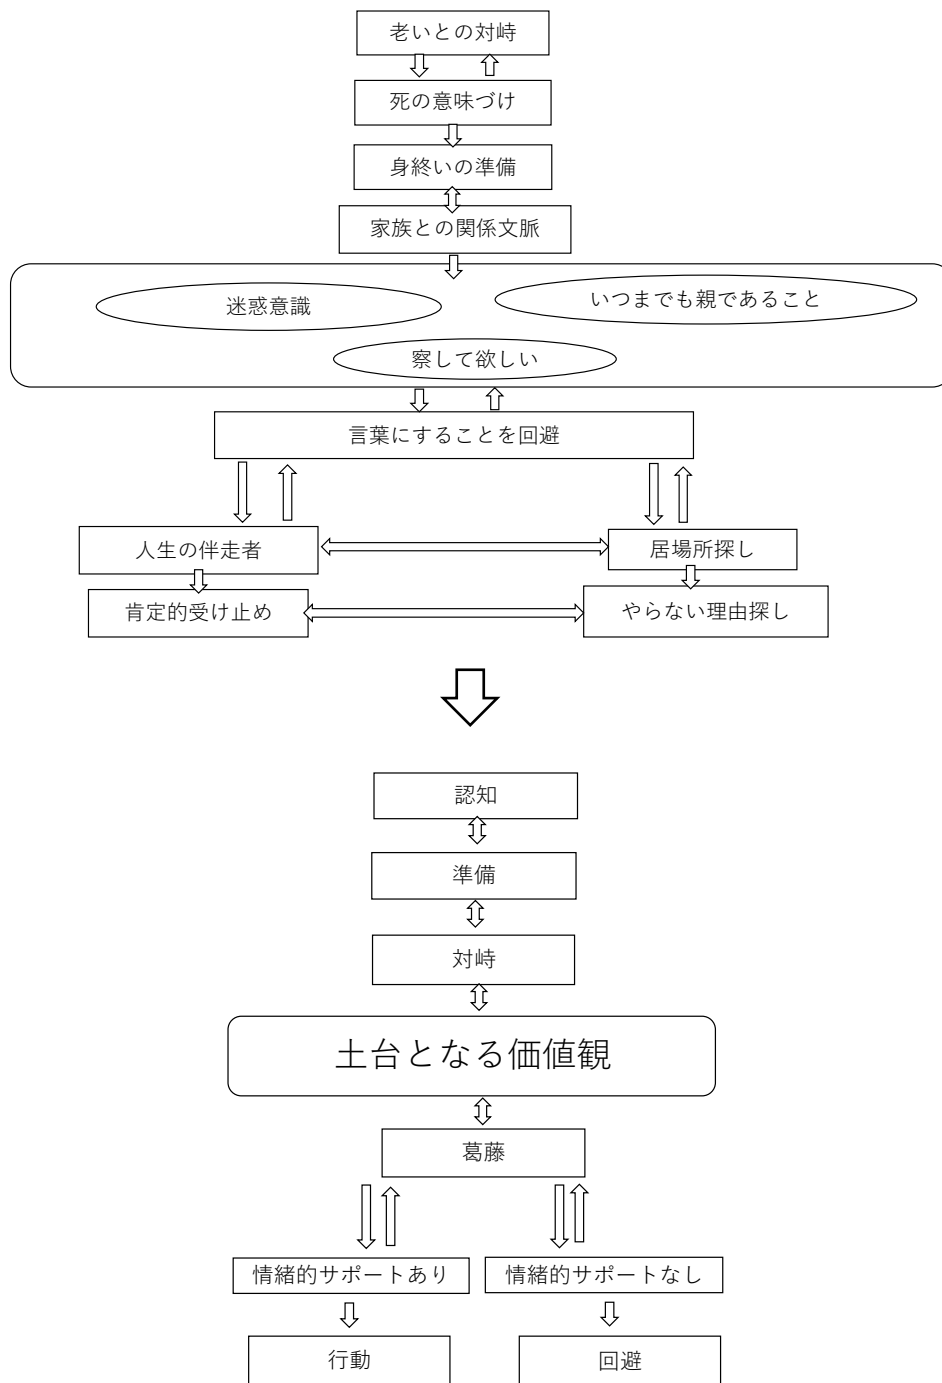 老いとの対峙
死の意味づけ
身終いの準備
家族との関係文脈
迷惑意識
いつまでも親であること
察して欲しい
言葉にすることを回避
人生の伴走者
居場所探し
肯定的受け止め
やらない理由探し
認知
準備
対峙
土台となる価値観
葛藤
情緒的サポートあり
情緒的サポートなし
行動
回避